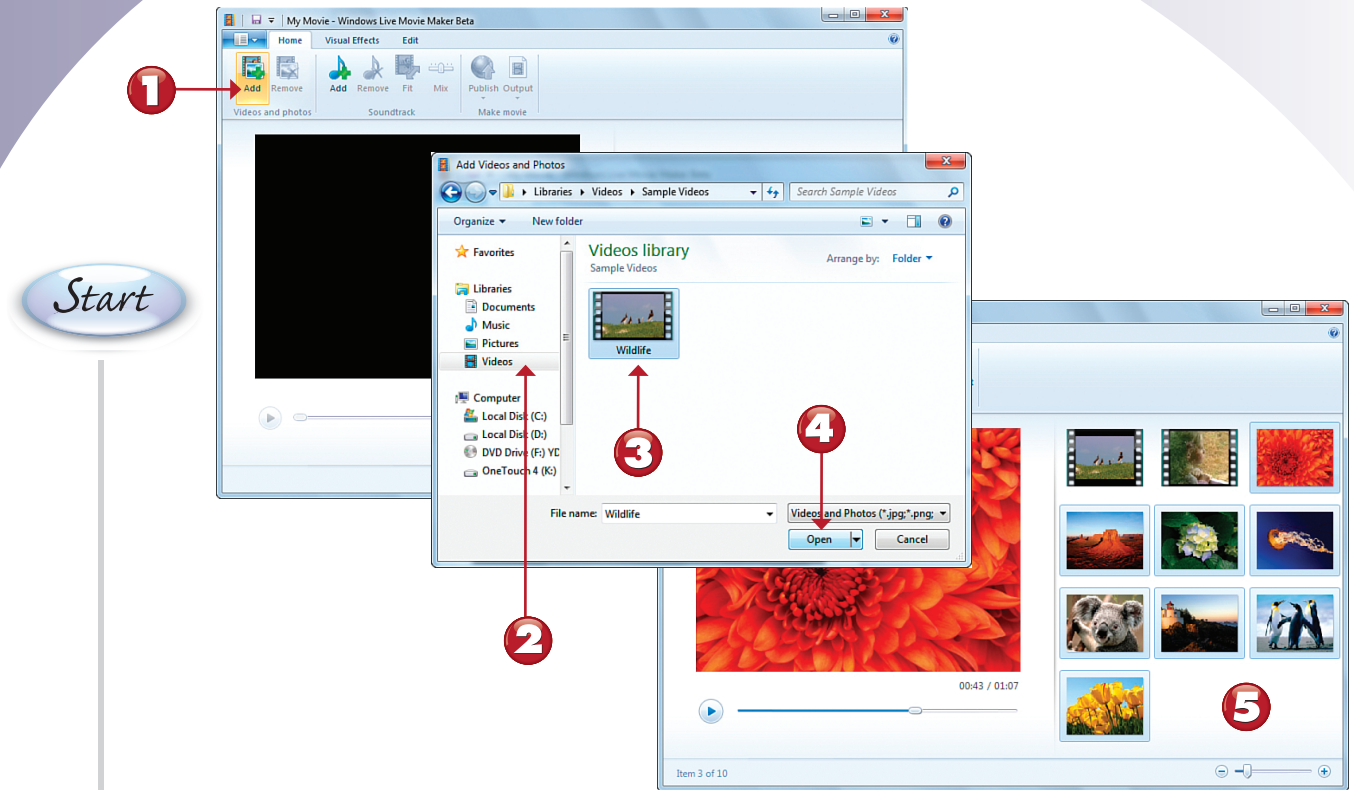 My Movie - Windows Live Movie Maker Beta
Home Visual Effects Edit
Add Remove Add Remove Fit Mix Publish Output
Videos and photos Soundtrack Make movie
1
Add Videos and Photos
Libraries Videos Sample Videos
Search Sample Videos
Organize New folder
Favorites
Libraries
Documents
Music
Pictures
Videos
Computer
Local Disk (C:)
Local Disk (D:)
DVD Drive (F:) YD
OneTouch 4 (K:)
Videos library
Sample Videos
Arrange by: Folder
Wildlife
Start
3
4
File name: Wildlife
Videos and Photos (*.jpg;*.png;
Open Cancel
2
00:43 / 01:07
5
Item 3 of 10